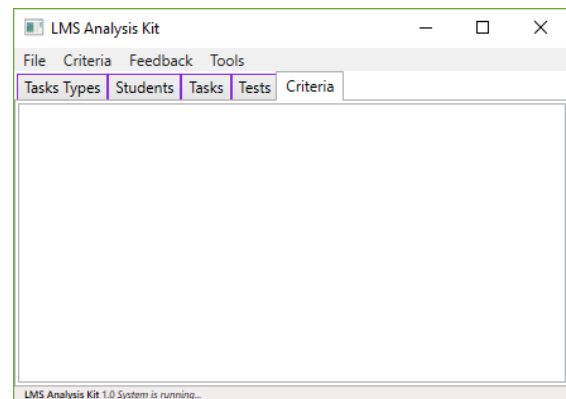 LMS Analysis Kit
File Criteria Feedback Tools
Tasks Types Students Tasks Tests Criteria
LMS Analysis Kit 1.0 System is running...